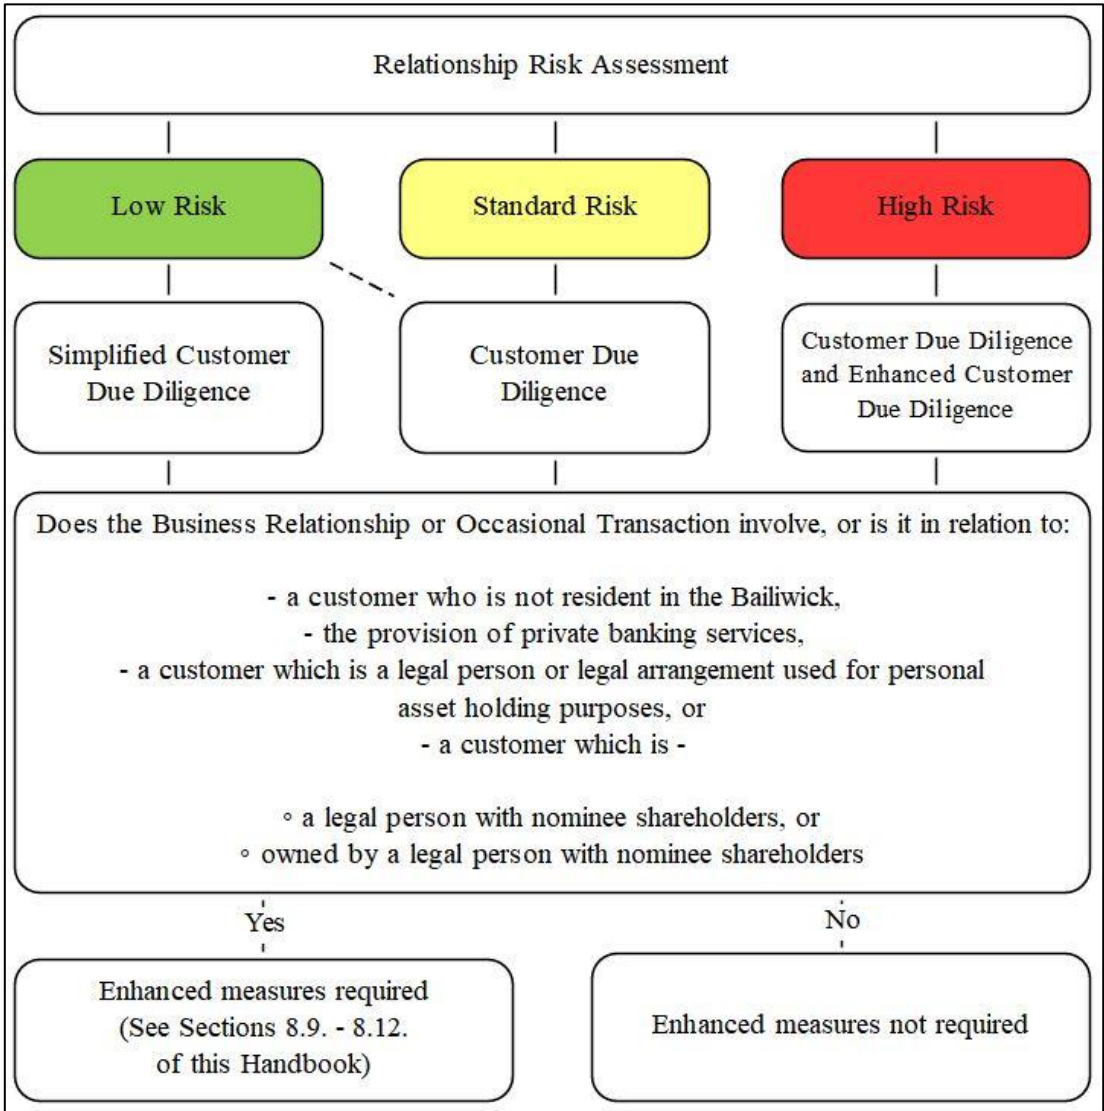 Relationship Risk Assessment
Low Risk
Standard Risk
High Risk
Simplified Customer
Due Diligence
Customer Due
Diligence
Customer Due Diligence
and Enhanced Customer
Due Diligence
Does the Business Relationship or Occasional Transaction involve, or is it in relation to:
- a customer who is not resident in the Bailiwick,
- the provision of private banking services,
- a customer which is a legal person or legal arrangement used for personal
asset holding purposes, or
- a customer which is -
◦ a legal person with nominee shareholders, or
◦ owned by a legal person with nominee shareholders
Yes
No
Enhanced measures required
(See Sections 8.9. - 8.12.
of this Handbook)
Enhanced measures not required